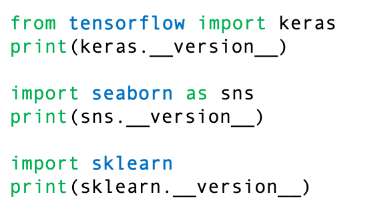 from tensorflow import keras
print(keras.__version__)
import seaborn as sns
print(sns.__version__)
import sklearn
print(sklearn.__version__)